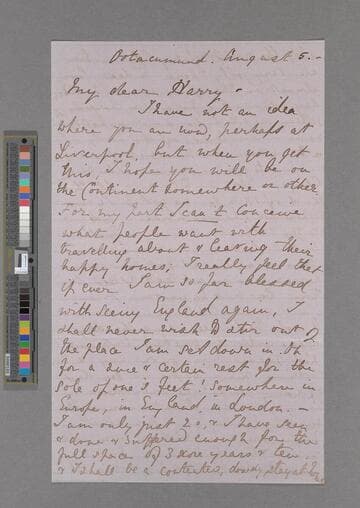 Ootacamund. August 5. -
My dear Harry -
I have not an idea
where you are now, perhaps at
Liverpool, but when you get
this, I hope you will be on
the Continent somewhere or other.
For my part I can't conceive
what people want with
travelling about & leaving their
happy homes; I really feel that
if ever I am so far blessed
with seeing England again, I
shall never wish to stir out of
the place I am set down in. Oh
for a sure & certain rest for the
sole of one's feet! Somewhere in
Europe, in England, in London. -
I am only just 20, & I have seen
& done & suffered enough for the
full space of 3 score years & ten,
& I shall be a contented, dowdy, stay at